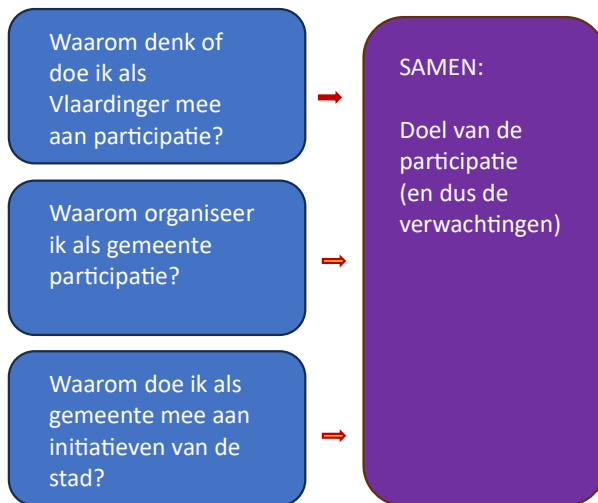 Waarom denk of
doe ik als
Vlaardinger mee
aan participatie?
Waarom organiseer
ik als gemeente
participatie?
Waarom doe ik als
gemeente mee aan
initiatieven van de
stad?
SAMEN:
Doel van de
participatie
(en dus de
verwachtingen)